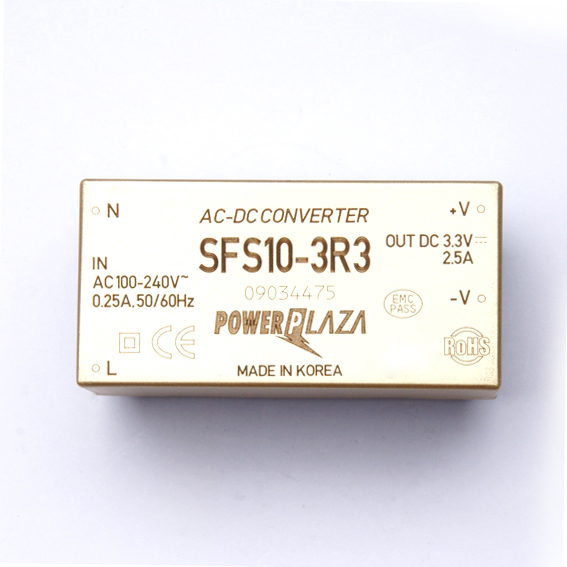 N
AC-DC CONVERTER
+V
IN
SFS10-3R3
OUT DC 3.3V⎓
2.5A
AC100-240V~
0.25A, 50/60Hz
09034475
EMC
PASS
-V
POWERPLAZA
CE
RoHS
L
MADE IN KOREA